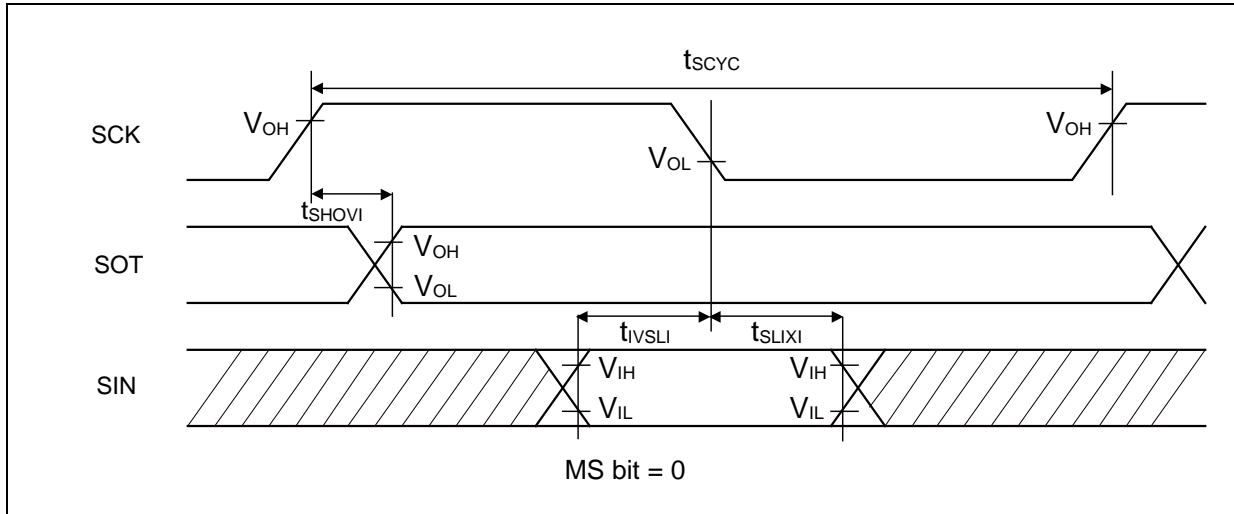 tSCYC
SCK
VOH
VOL
VOH
tSHOVI
SOT
VOH
VOL
tIVSLI
tSLIXI
SIN
VIH
VIL
VIH
VIL
MS bit = 0